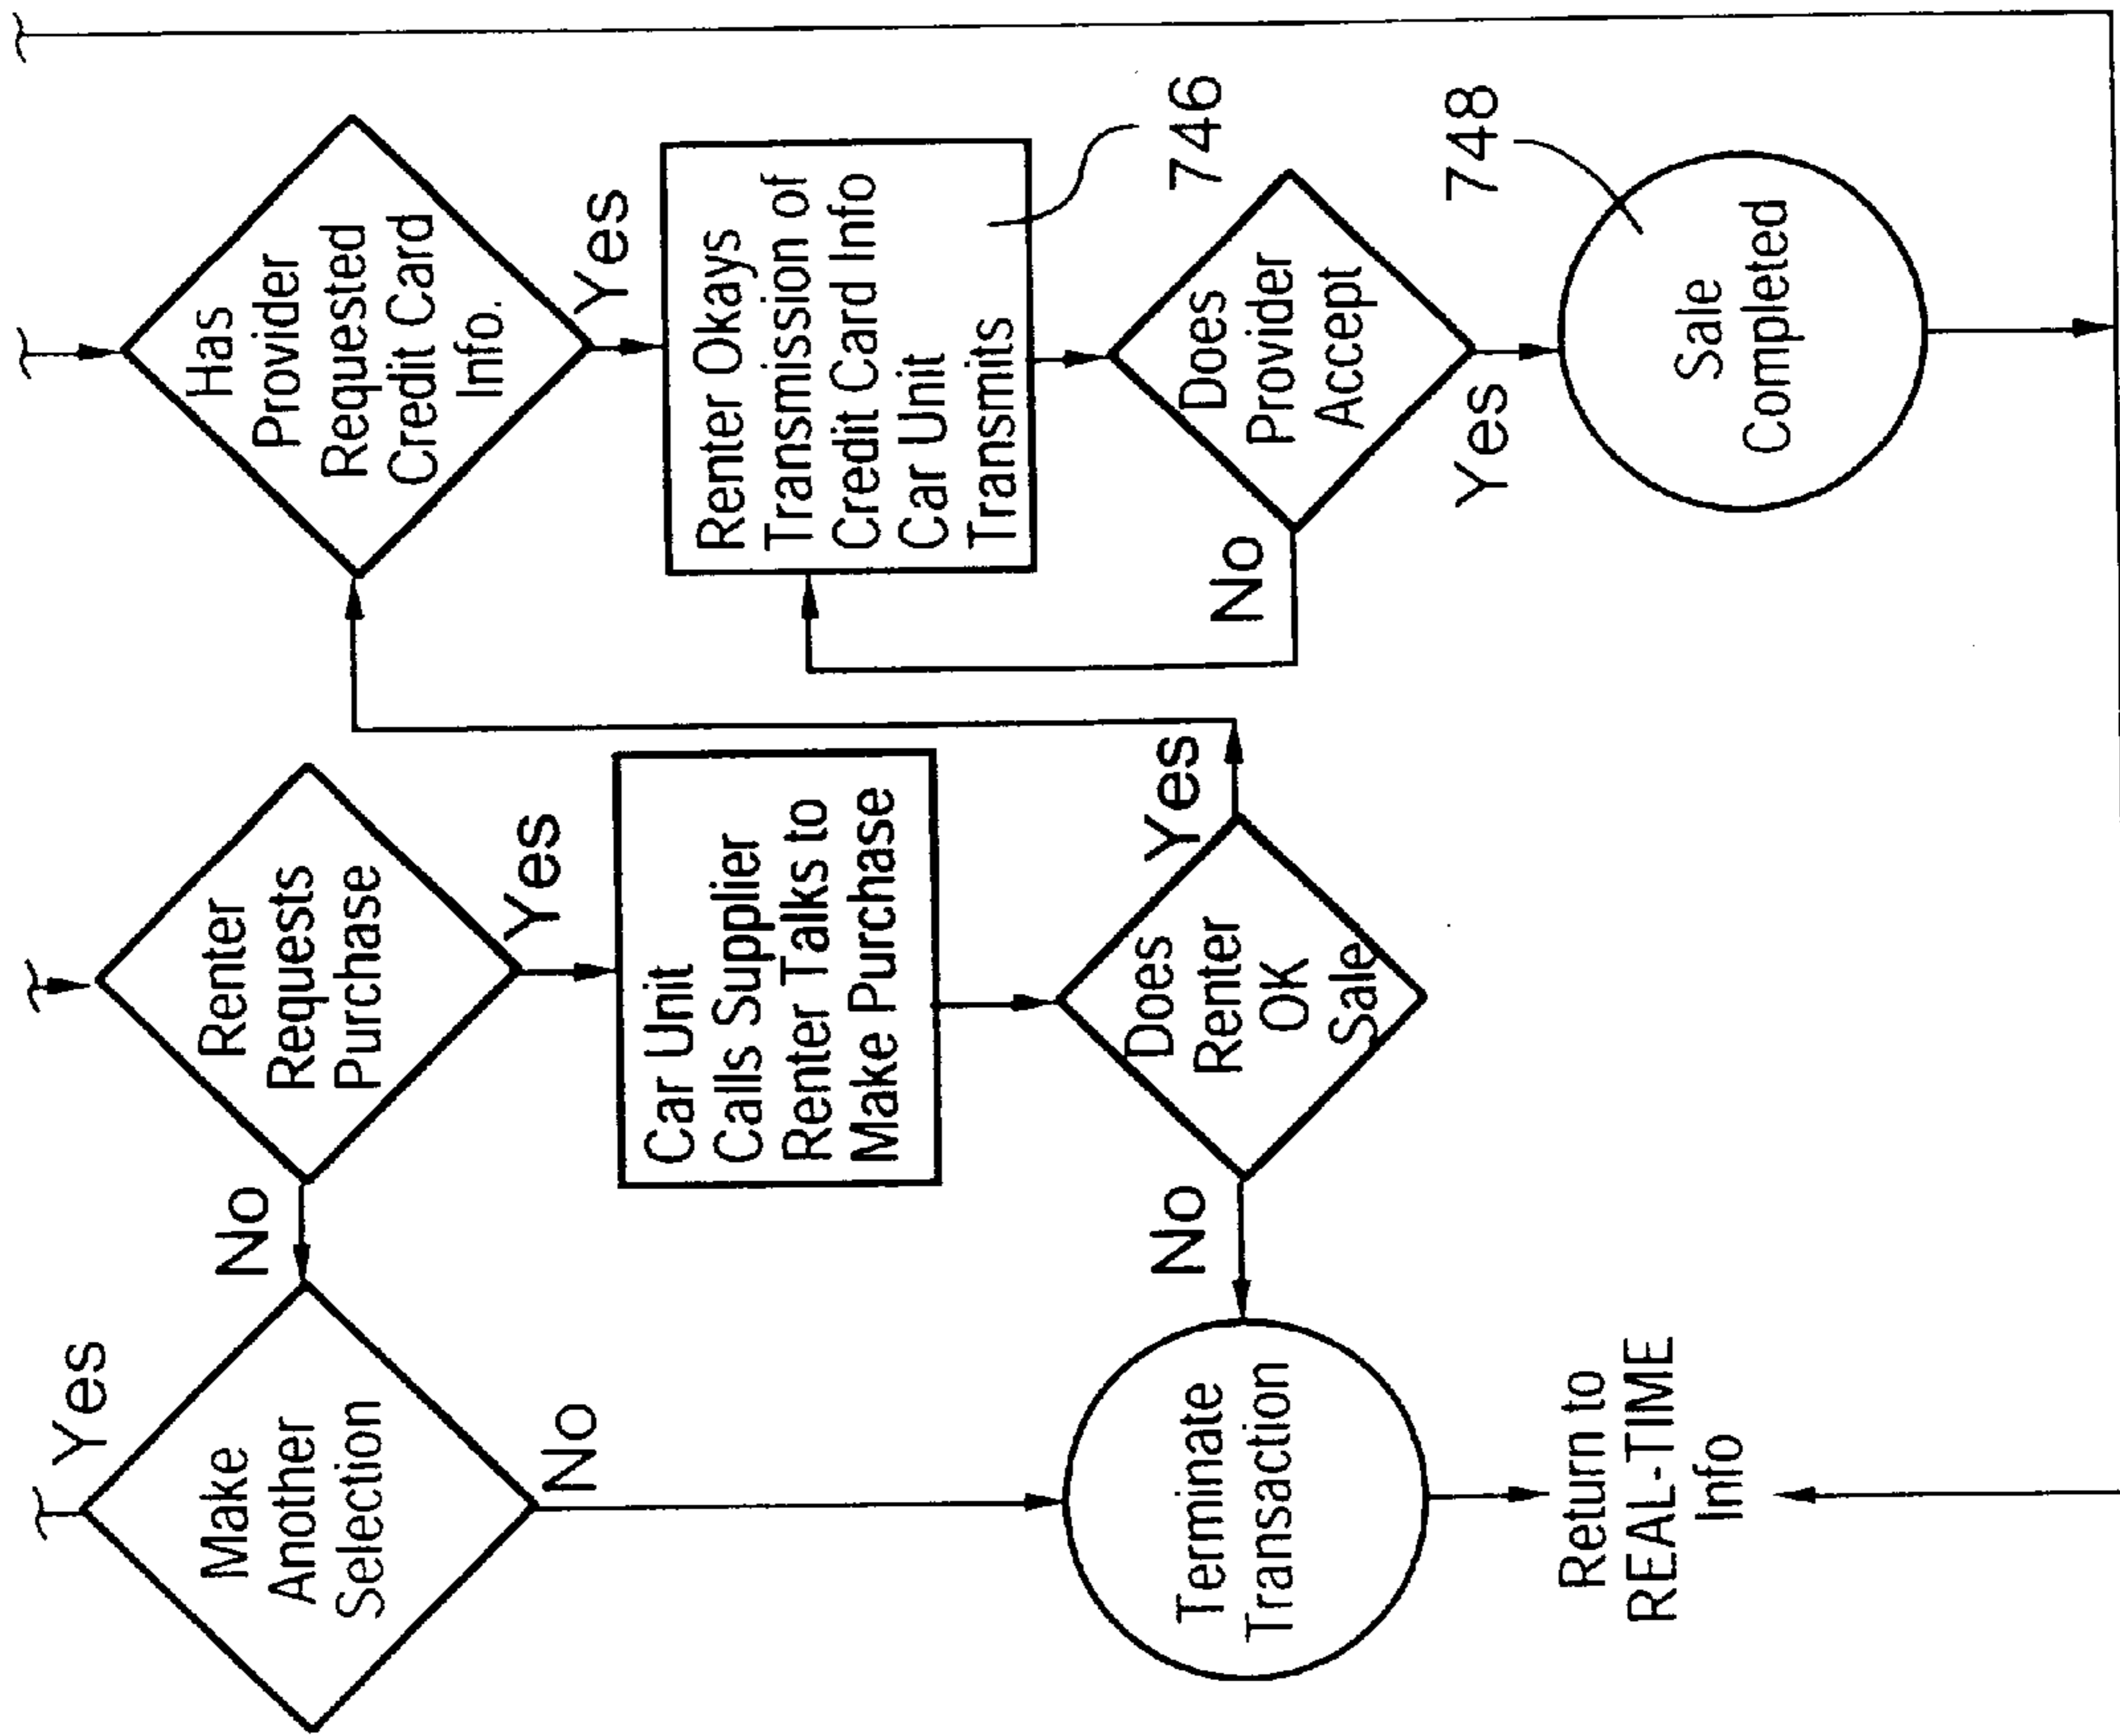 Yes
Make
Another
Selection
No
No
Renter
Requests
Purchase
Yes
Car Unit
Calls Supplier
Renter Talks to
Make Purchase
Does
Renter
OK
Sale
Yes
No
Terminate
Transaction
Return to
REAL-TIME
Info
Has
Provider
Requested
Credit Card
Info.
Yes
Renter Okays
Transmission of
Credit Card Info
Car Unit
Transmits
746
Does
Provider
Accept
No
Yes
748
Sale
Completed